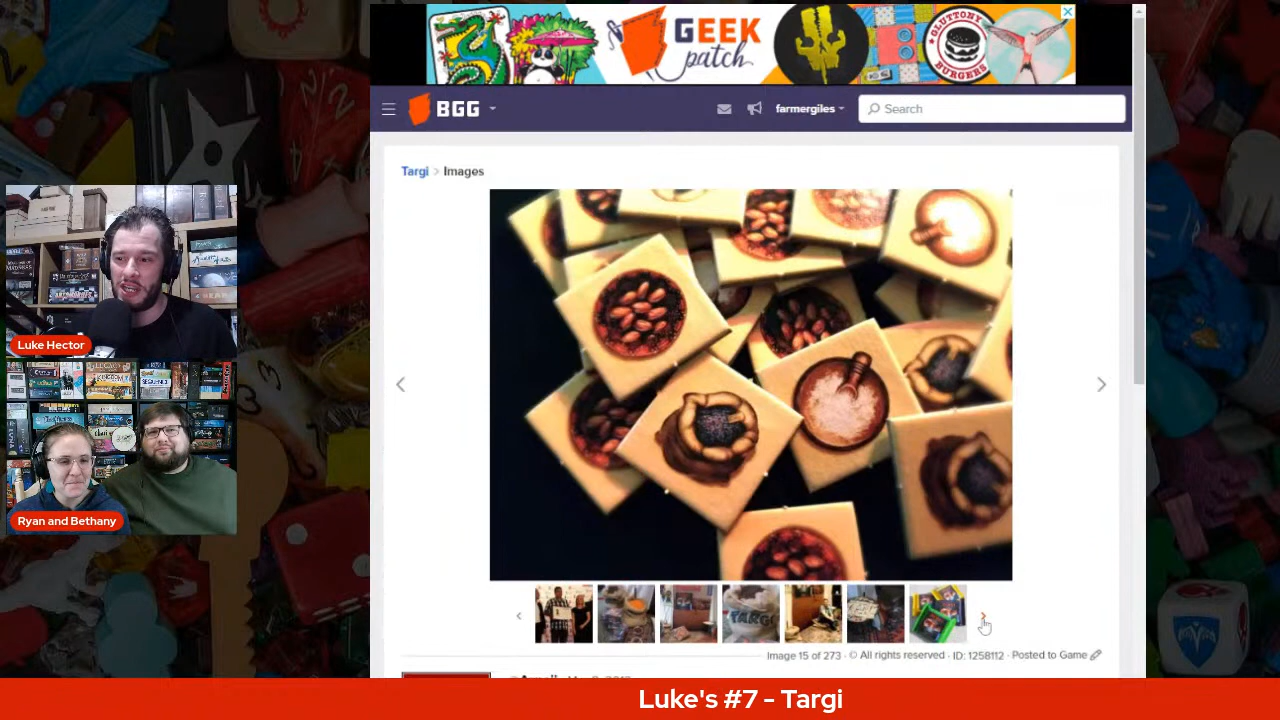 GEEK
patch
GLUTTONY
BURGERS
BGG
farmergiles
Search
Targi > Images
Luke Hector
Ryan and Bethany
TARGI
Image 15 of 273 · © All rights reserved · ID: 1258112 · Posted to Game
Luke's #7 - Targi